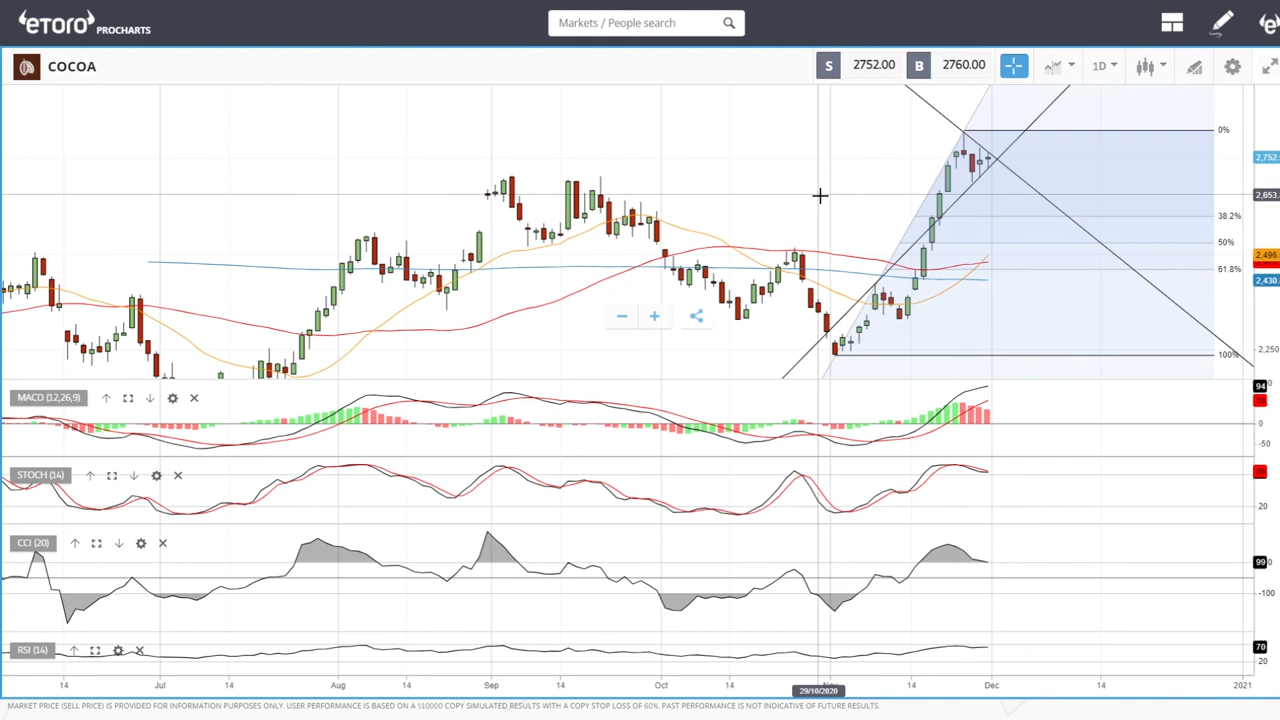 eTORO PROCHARTS
Markets / People search
COCOA
S 2752.00 B 2760.00 1D
0%
2,752.
2,653.
38.2%
50%
2,496.
61.8%
2,430.
2,250
100%
MACD (12,26,9)
94
0
-50
STOCH (14)
20
CCI (20)
99
-100
RSI (14)
70
20
14 Jul 14 Aug 14 Sep 14 Oct 14 Nov 14 Dec 14 2021
29/10/2020
MARKET PRICE (SELL PRICE) IS PROVIDED FOR INFORMATION PURPOSES ONLY. USER PERFORMANCE IS BASED ON A $10000 COPY SIMULATED RESULTS WITH A COPY STOP LOSS OF 60%. PAST PERFORMANCE IS NOT INDICATIVE OF FUTURE RESULTS.